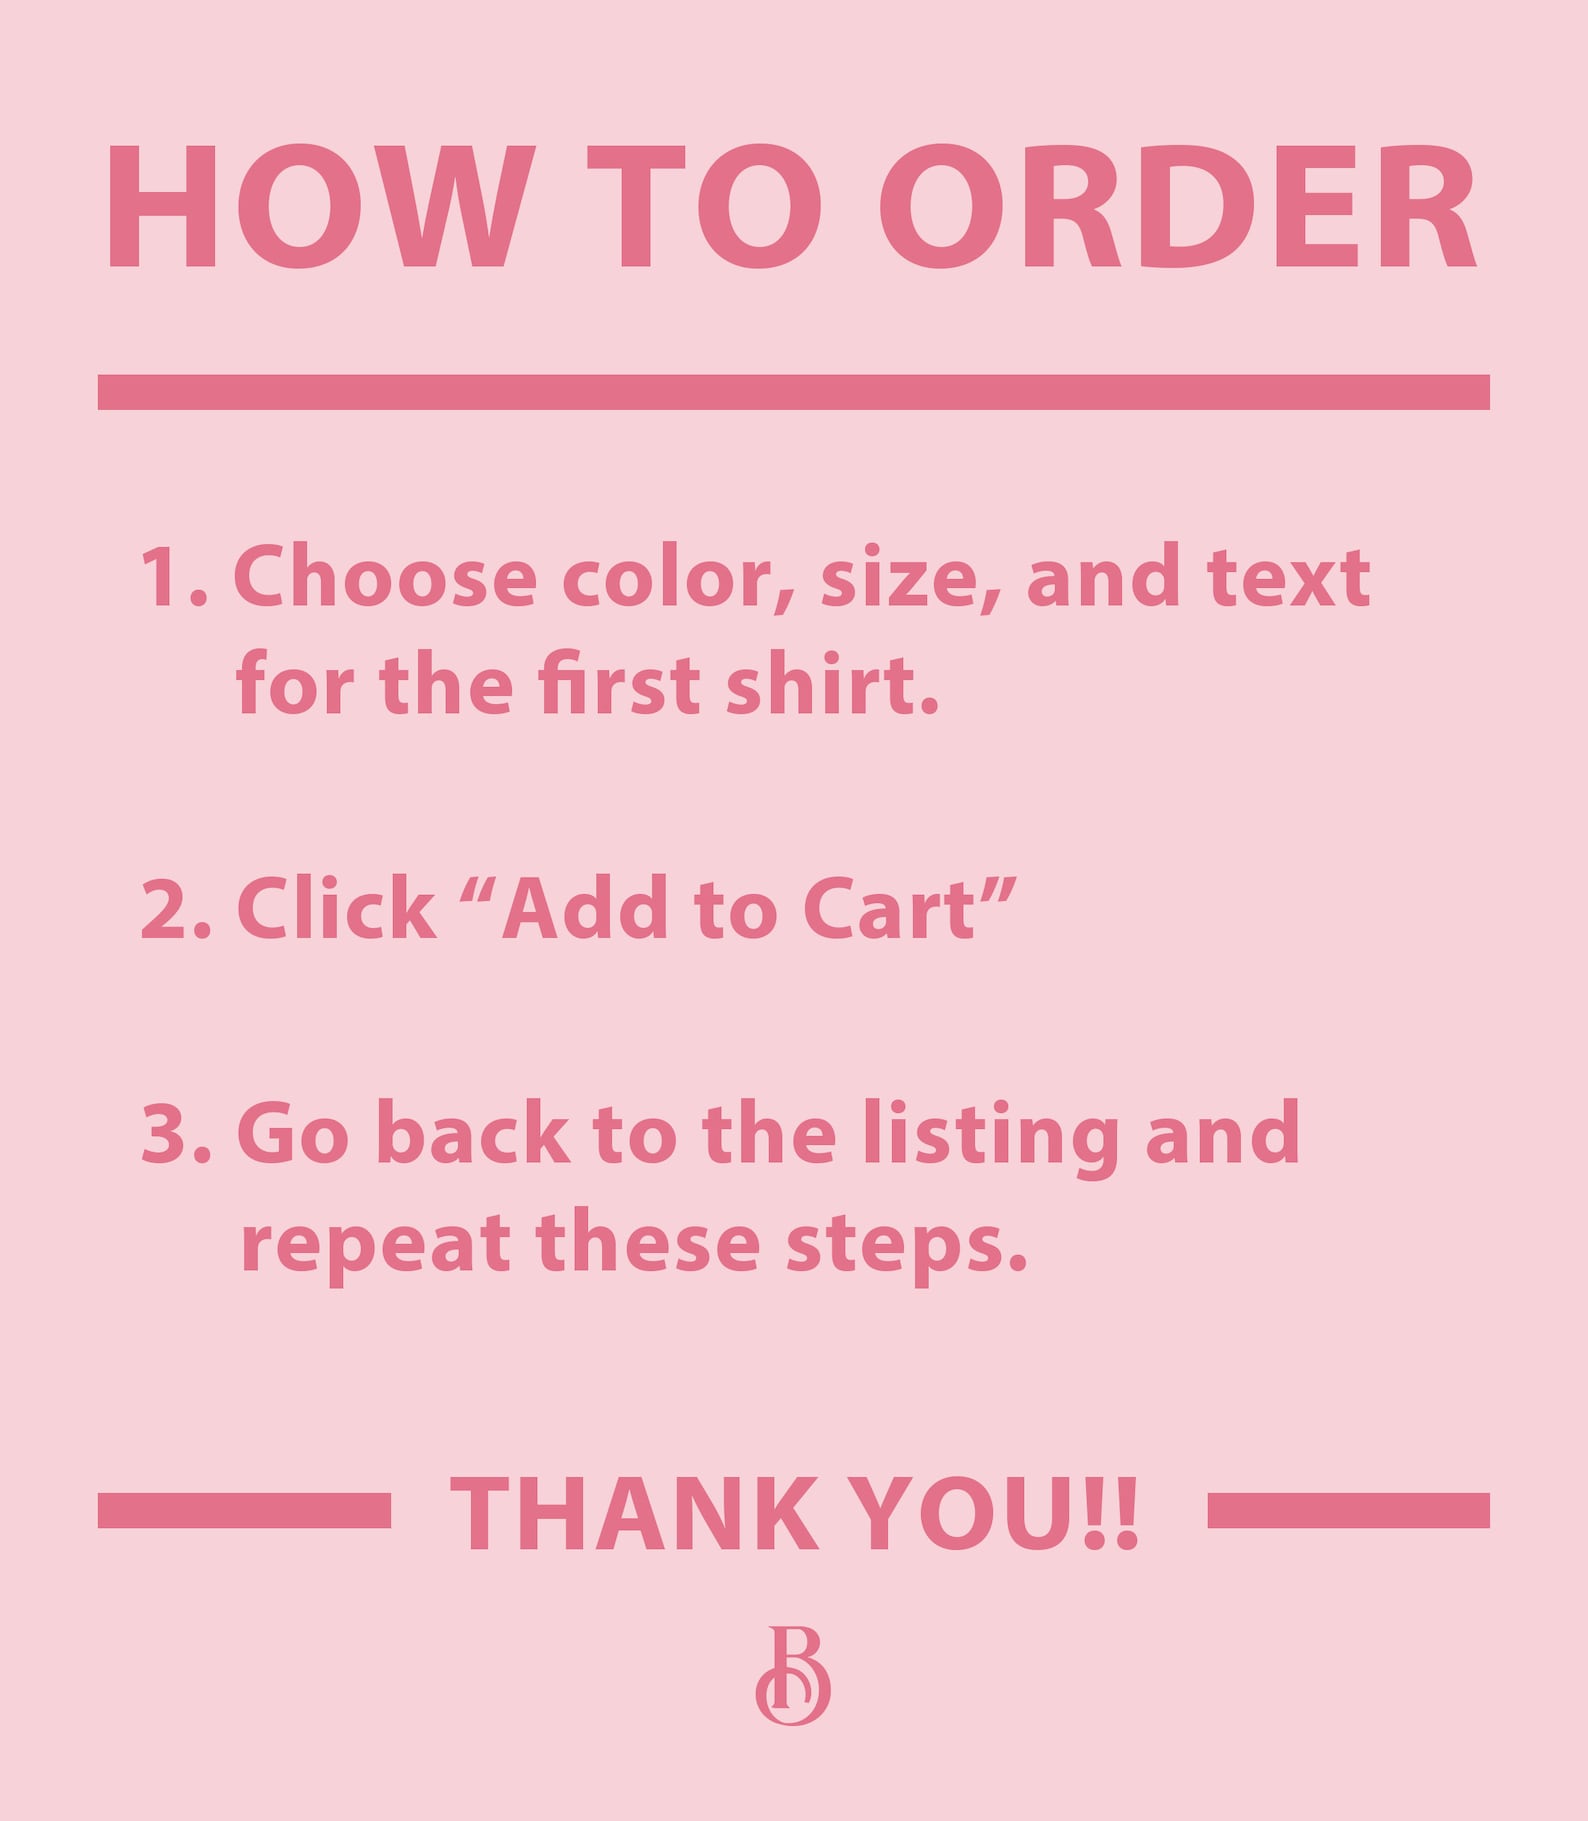 HOW TO ORDER
1. Choose color, size, and text
for the first shirt.
2. Click “Add to Cart”
3. Go back to the listing and
repeat these steps.
THANK YOU!!
B